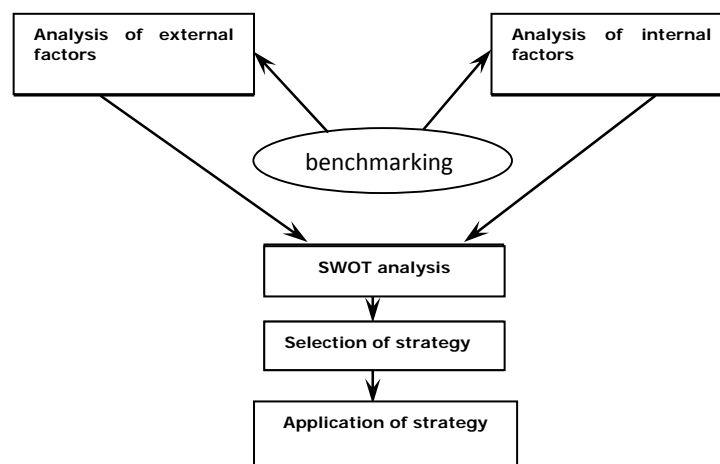 Analysis of external
factors
Analysis of internal
factors
benchmarking
SWOT analysis
Selection of strategy
Application of strategy